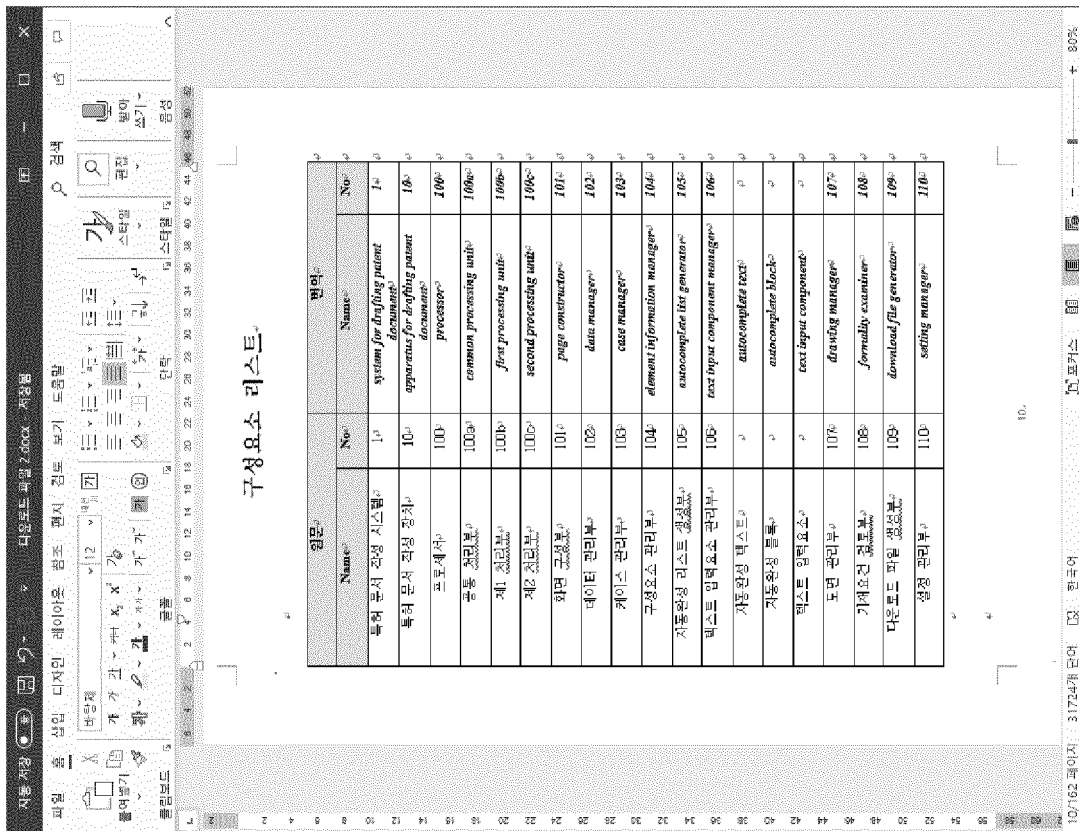 자동 저장
다운로드 파일 2.docx
저장됨
검색
파일 홈 삽입 디자인 레이아웃 참조 편지 검토 보기 도움말
붙여넣기
클립보드
바탕체 12
글꼴
단락
스타일
스타일
편집
받아
쓰기
음성
구성요소 리스트
원문 번역
Name No Name No
특허 문서 작성 시스템 1 system for drafting patent document 1
특허 문서 작성 장치 10 apparatus for drafting patent document 10
프로세서 100 processor 100
공통 처리부 100a common processing unit 100a
제1 처리부 100b first processing unit 100b
제2 처리부 100c second processing unit 100c
화면 구성부 101 page constructor 101
데이터 관리부 102 data manager 102
케이스 관리부 103 case manager 103
구성요소 관리부 104 element information manager 104
자동완성 리스트 생성부 105 autocomplete list generator 105
텍스트 입력요소 관리부 106 text input component manager 106
자동완성 텍스트 autocomplete text
자동완성 블록 autocomplete block
텍스트 입력요소 text input component
도면 관리부 107 drawing manager 107
기재요건 검토부 108 formality examiner 108
다운로드 파일 생성부 109 download file generator 109
설정 관리부 110 setting manager 110
10
10/162 페이지 31724개 단어 한국어 포커스 80%